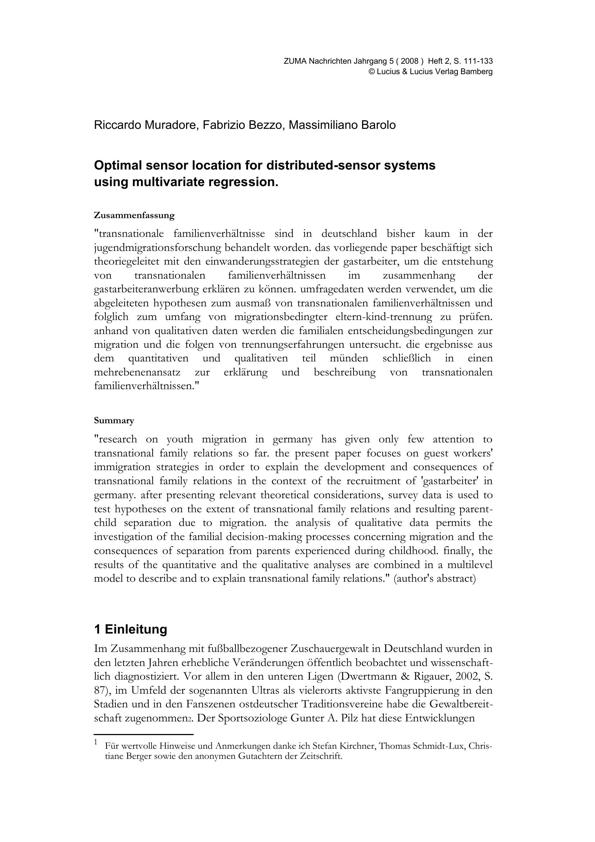 ZUMA Nachrichten Jahrgang 5 ( 2008 ) Heft 2, S. 111-133
© Lucius & Lucius Verlag Bamberg
Riccardo Muradore, Fabrizio Bezzo, Massimiliano Barolo
Optimal sensor location for distributed-sensor systems
using multivariate regression.
Zusammenfassung
"transnationale familienverhältnisse sind in deutschland bisher kaum in der
jugendmigrationsforschung behandelt worden. das vorliegende paper beschäftigt sich
theoriegeleitet mit den einwanderungsstrategien der gastarbeiter, um die entstehung
von transnationalen familienverhältnissen im zusammenhang der
gastarbeiteranwerbung erklären zu können. umfragedaten werden verwendet, um die
abgeleiteten hypothesen zum ausmaß von transnationalen familienverhältnissen und
folglich zum umfang von migrationsbedingter eltern-kind-trennung zu prüfen.
anhand von qualitativen daten werden die familialen entscheidungsbedingungen zur
migration und die folgen von trennungserfahrungen untersucht. die ergebnisse aus
dem quantitativen und qualitativen teil münden schließlich in einen
mehrebenenansatz zur erklärung und beschreibung von transnationalen
familienverhältnissen."
Summary
"research on youth migration in germany has given only few attention to
transnational family relations so far. the present paper focuses on guest workers'
immigration strategies in order to explain the development and consequences of
transnational family relations in the context of the recruitment of 'gastarbeiter' in
germany. after presenting relevant theoretical considerations, survey data is used to
test hypotheses on the extent of transnational family relations and resulting parent-
child separation due to migration. the analysis of qualitative data permits the
investigation of the familial decision-making processes concerning migration and the
consequences of separation from parents experienced during childhood. finally, the
results of the quantitative and the qualitative analyses are combined in a multilevel
model to describe and to explain transnational family relations." (author's abstract)
1 Einleitung
Im Zusammenhang mit fußballbezogener Zuschauergewalt in Deutschland wurden in
den letzten Jahren erhebliche Veränderungen öffentlich beobachtet und wissenschaft-
lich diagnostiziert. Vor allem in den unteren Ligen (Dwertmann & Rigauer, 2002, S.
87), im Umfeld der sogenannten Ultras als vielerorts aktivste Fangruppierung in den
Stadien und in den Fanszenen ostdeutscher Traditionsvereine habe die Gewaltbereit-
schaft zugenommen2. Der Sportsoziologe Gunter A. Pilz hat diese Entwicklungen
1 Für wertvolle Hinweise und Anmerkungen danke ich Stefan Kirchner, Thomas Schmidt-Lux, Chris-
tiane Berger sowie den anonymen Gutachtern der Zeitschrift.